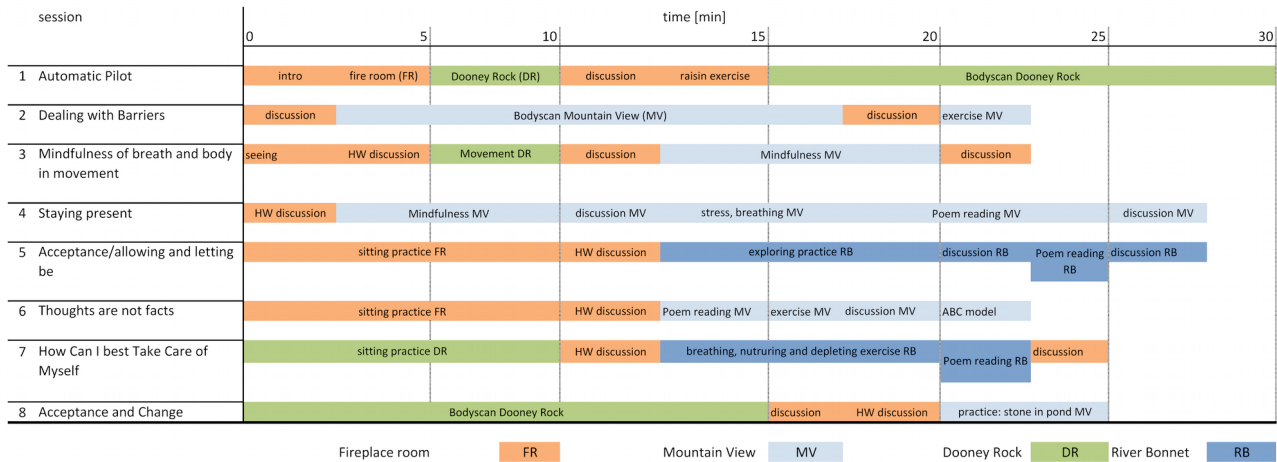 session time [min]
0 5 10 15 20 25 30
1 Automatic Pilot intro fire room (FR) Dooney Rock (DR) discussion raisin exercise Bodyscan Dooney Rock
2 Dealing with Barriers discussion Bodyscan Mountain View (MV) discussion exercise MV
3 Mindfulness of breath and body seeing HW discussion Movement DR discussion Mindfulness MV discussion
in movement
4 Staying present HW discussion Mindfulness MV discussion MV stress, breathing MV Poem reading MV discussion MV
5 Acceptance/allowing and letting sitting practice FR HW discussion exploring practice RB discussion RB Poem reading discussion RB
be RB
6 Thoughts are not facts sitting practice FR HW discussion Poem reading MV exercise MV discussion MV ABC model
7 How Can I best Take Care of sitting practice DR HW discussion breathing, nutruring and depleting exercise RB Poem reading RB discussion
Myself
8 Acceptance and Change Bodyscan Dooney Rock discussion HW discussion practice: stone in pond MV
Fireplace room FR Mountain View MV Dooney Rock DR River Bonnet RB